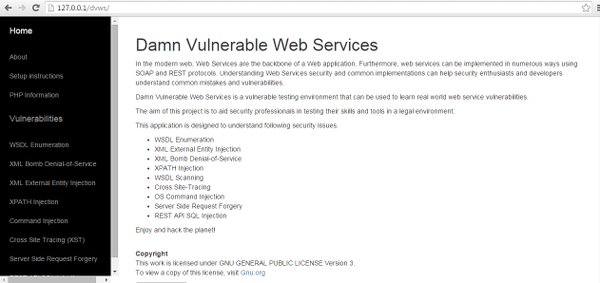 127.0.0.1/dvws/
Home
About
Setup instructions
PHP Information
Vulnerabilities
WSDL Enumeration
XML Bomb Denial-of-Service
XML External Entity Injection
XPATH Injection
Command Injection
Cross Site Tracing (XST)
Server Side Request Forgery
Damn Vulnerable Web Services
In the modern web, Web Services are the backbone of a Web application. Furthermore, web services can be implemented in numerous ways using
SOAP and REST protocols. Understanding Web Services security and common implementations can help security enthusiasts and developers
understand common mistakes and vulnerabilities.
Damn Vulnerable Web Services is a vulnerable testing environment that can be used to learn real world web service vulnerabilities.
The aim of this project is to aid security professionals in testing their skills and tools in a legal environment.
This application is designed to understand following security issues.
WSDL Enumeration
XML External Entity Injection
XML Bomb Denial-of-Service
XPATH Injection
WSDL Scanning
Cross Site-Tracing
OS Command Injection
Server Side Request Forgery
REST API SQL Injection
Enjoy and hack the planet!
Copyright
This work is licensed under GNU GENERAL PUBLIC LICENSE Version 3.
To view a copy of this license, visit Gnu.org